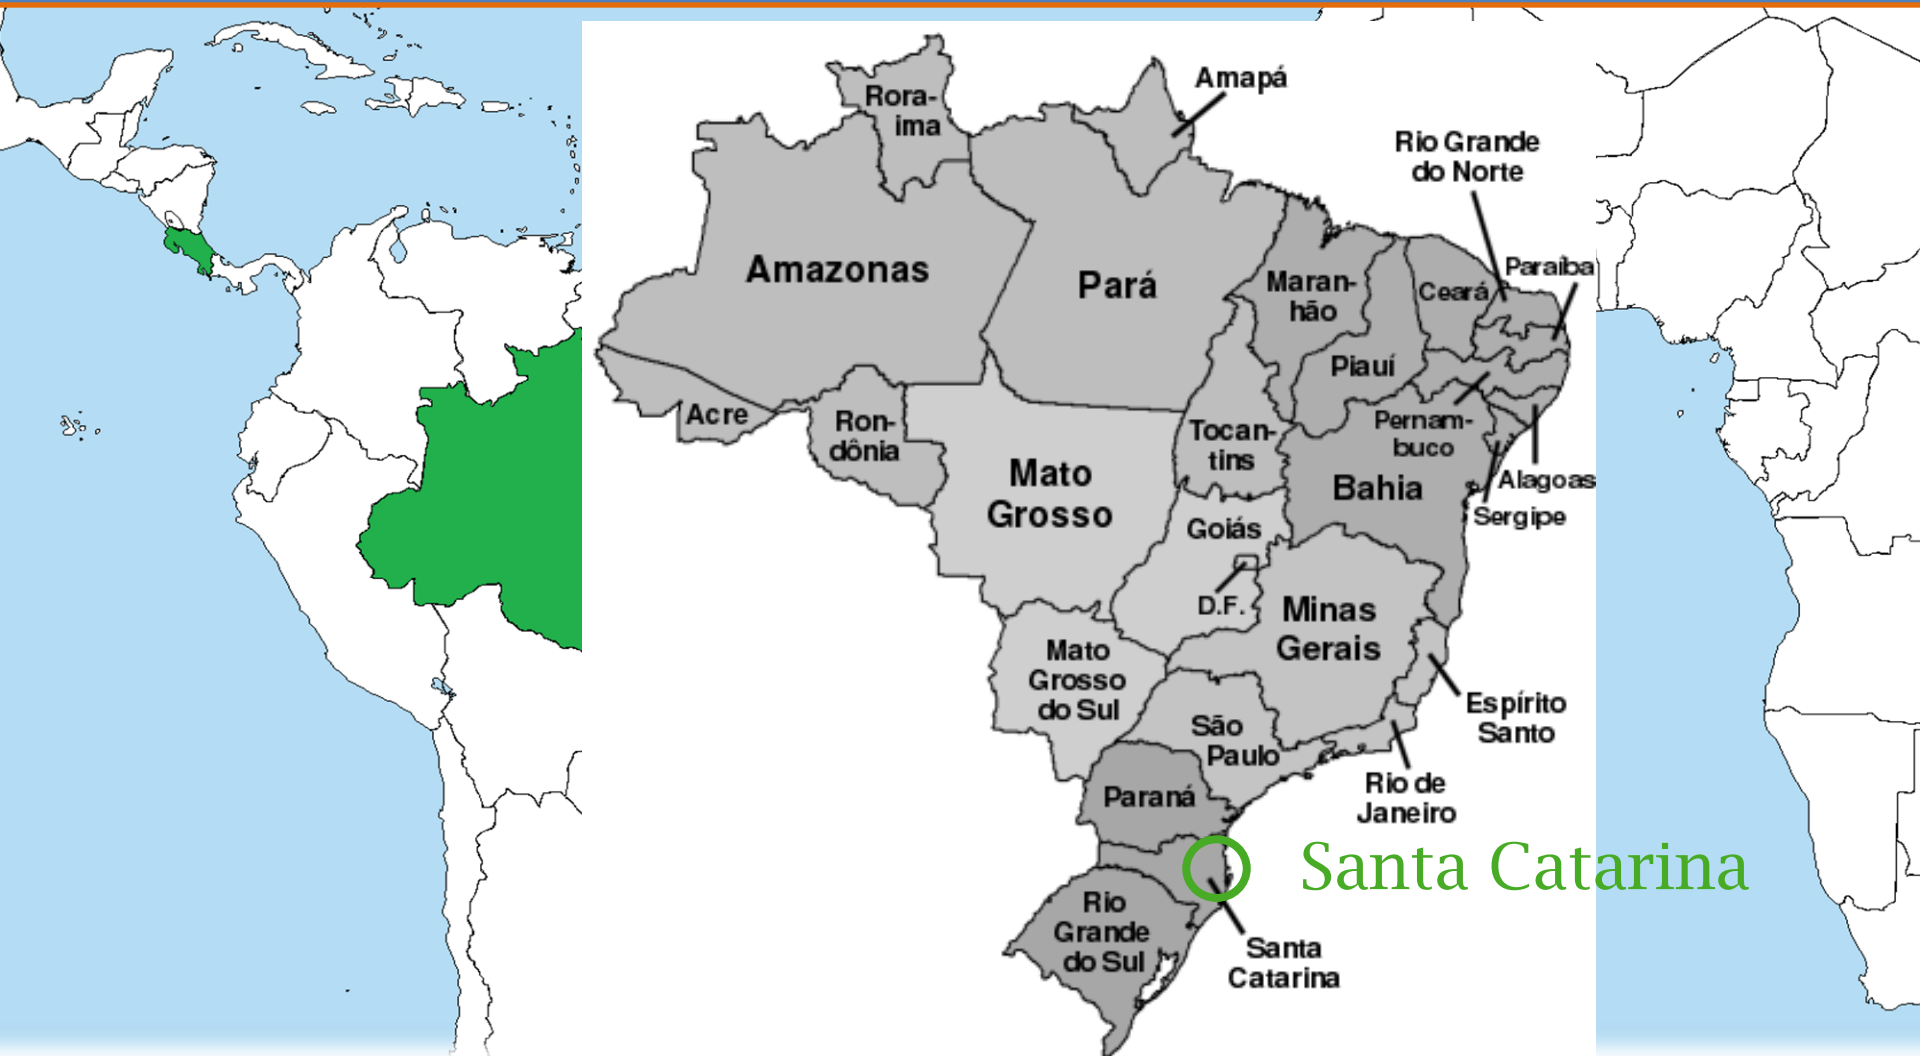 Amapá
Rora-
ima
Rio Grande
do Norte
Amazonas
Pará
Maran-
hão
Ceará
Paraíba
Piauí
Acre
Ron-
dônia
Tocan-
tins
Pernam-
buco
Mato
Grosso
Bahia
Alagoas
Sergipe
Goiás
D.F.
Minas
Gerais
Mato
Grosso
do Sul
Espírito
Santo
São
Paulo
Rio de
Janeiro
Paraná
Santa Catarina
Rio
Grande
do Sul
Santa
Catarina